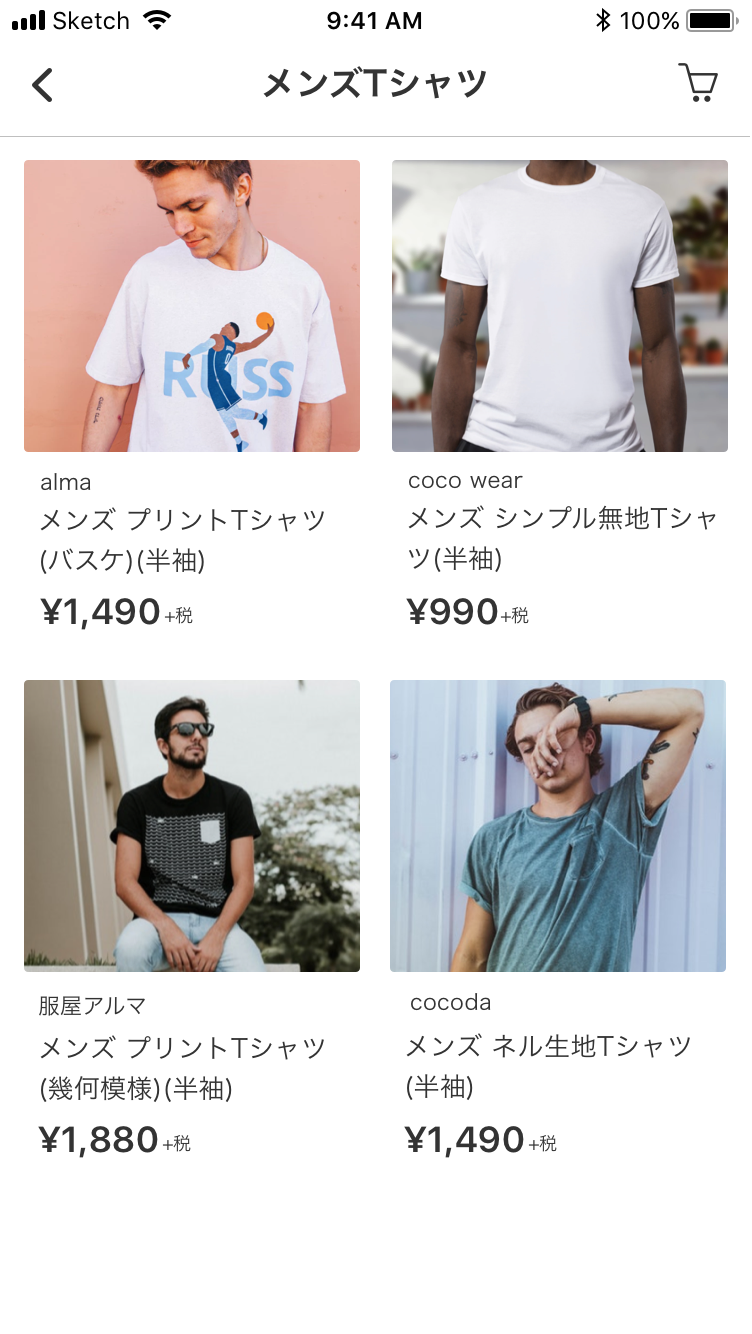 Sketch 9:41 AM 100%
メンズTシャツ
RUSS
alma
メンズ プリントTシャツ
(バスケ)(半袖)
¥1,490+税
coco wear
メンズ シンプル無地Tシャ
ツ(半袖)
¥990+税
服屋アルマ
メンズ プリントTシャツ
(幾何模様)(半袖)
¥1,880+税
cocoda
メンズ ネル生地Tシャツ
(半袖)
¥1,490+税